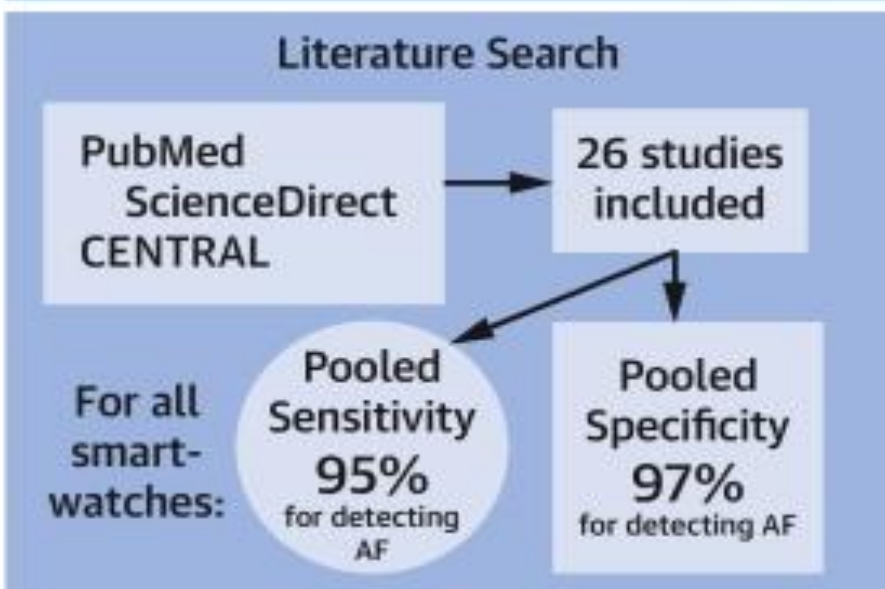 Literature Search
PubMed
ScienceDirect
CENTRAL
26 studies
included
For all
smart-
watches:
Pooled
Sensitivity
95%
for detecting
AF
Pooled
Specificity
97%
for detecting AF